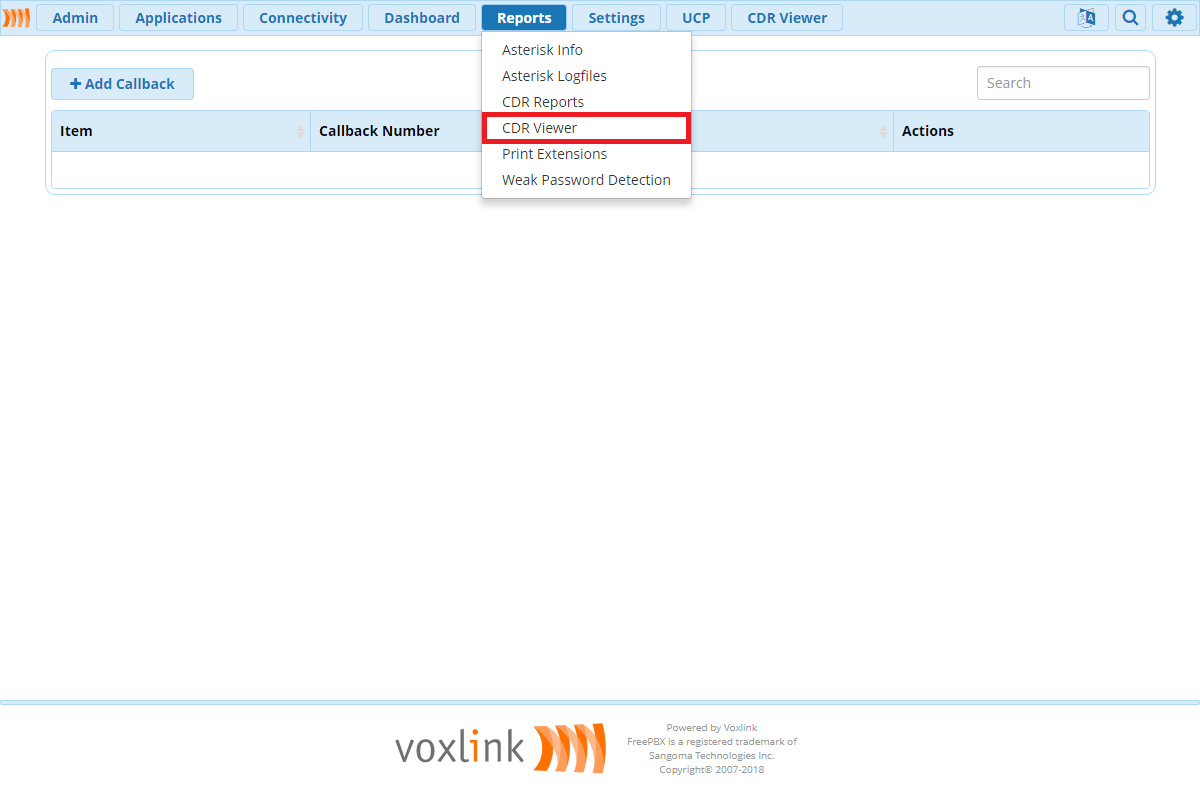 Admin Applications Connectivity Dashboard Reports Settings UCP CDR Viewer
Asterisk Info
Asterisk Logfiles
CDR Reports
CDR Viewer
Print Extensions
Weak Password Detection
Add Callback
Search
Item Callback Number Actions
voxlink
Powered by Voxlink
FreePBX is a registered trademark of
Sangoma Technologies Inc.
Copyright© 2007-2018